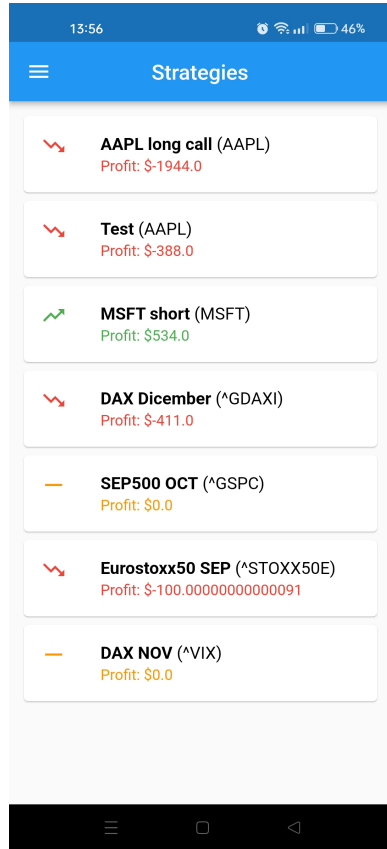 13:56
46%
Strategies
AAPL long call (AAPL)
Profit: $-1944.0
Test (AAPL)
Profit: $-388.0
MSFT short (MSFT)
Profit: $534.0
DAX Dicember (^GDAXI)
Profit: $-411.0
SEP500 OCT (^GSPC)
Profit: $0.0
Eurostoxx50 SEP (^STOXX50E)
Profit: $-100.00000000000091
DAX NOV (^VIX)
Profit: $0.0